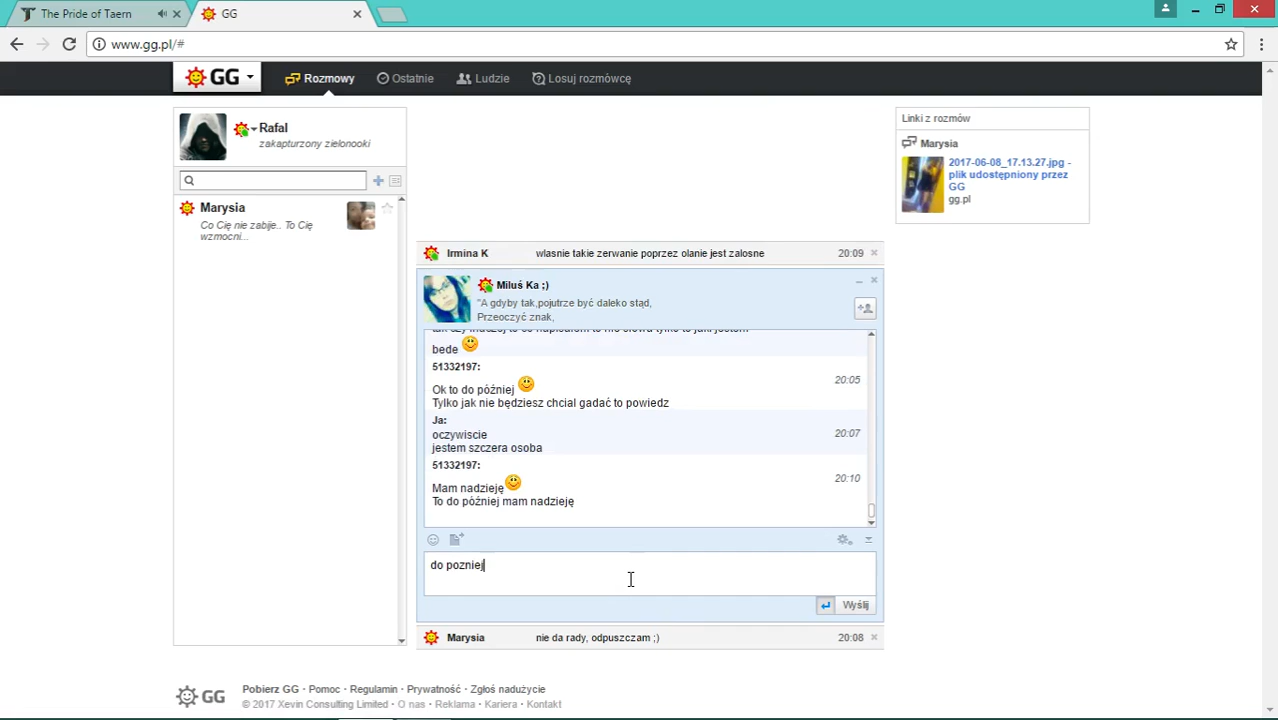 The Pride of Taern
GG
www.gg.pl/#
GG
Rozmowy
Ostatnie
Ludzie
Losuj rozmówcę
Rafal
zakapturzony zielonooki
Marysia
Co Cię nie zabije.. To Cię
wzmocni...
Irmina K wlasnie takie zerwanie poprzez olanie jest zalosne 20:09
Miluś Ka ;)
"A gdyby tak,pojutrze być daleko stąd,
Przeoczyć znak,
bede
51332197:
Ok to do później 20:05
Tylko jak nie będziesz chcial gadać to powiedz
Ja:
oczywiscie 20:07
jestem szczera osoba
51332197:
Mam nadzieję 20:10
To do później mam nadzieję
do pozniej
Wyślij
Marysia nie da rady, odpuszczam ;) 20:08
Linki z rozmów
Marysia
2017-06-08_17.13.27.jpg -
plik udostępniony przez
GG
gg.pl
GG
Pobierz GG · Pomoc · Regulamin · Prywatność · Zgłoś nadużycie
© 2017 Xevin Consulting Limited · O nas · Reklama · Kariera · Kontakt